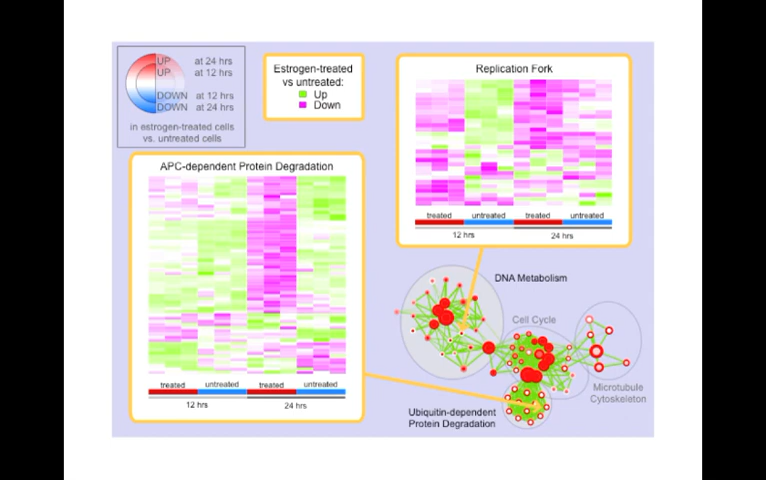 UP at 24 hrs
UP at 12 hrs
DOWN at 12 hrs
DOWN at 24 hrs
in estrogen-treated cells
vs. untreated cells
Estrogen-treated
vs untreated:
Up
Down
Replication Fork
treated untreated treated untreated
12 hrs 24 hrs
APC-dependent Protein Degradation
treated untreated treated untreated
12 hrs 24 hrs
DNA Metabolism
Cell Cycle
Microtubule
Cytoskeleton
Ubiquitin-dependent
Protein Degradation